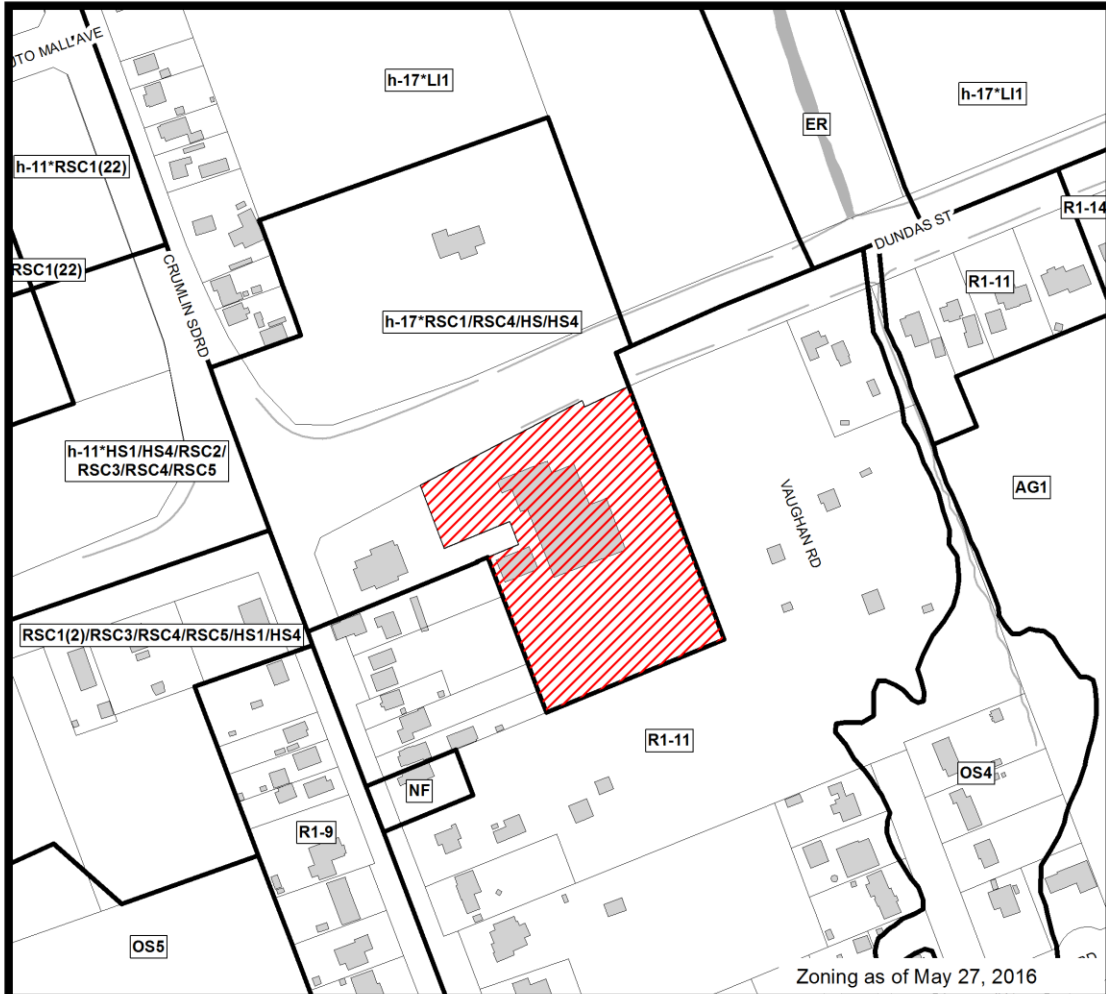 UTO MALL AVE
h-17*LI1
h-17*LI1
ER
h-11*RSC1(22)
R1-14
DUNDAS ST
RSC1(22)
CRUMLIN SDRD
R1-11
h-17*RSC1/RSC4/HS/HS4
h-11*HS1/HS4/RSC2/
RSC3/RSC4/RSC5
AG1
VAUGHAN RD
RSC1(2)/RSC3/RSC4/RSC5/HS1/HS4
R1-11
OS4
NF
R1-9
OS5
Zoning as of May 27, 2016